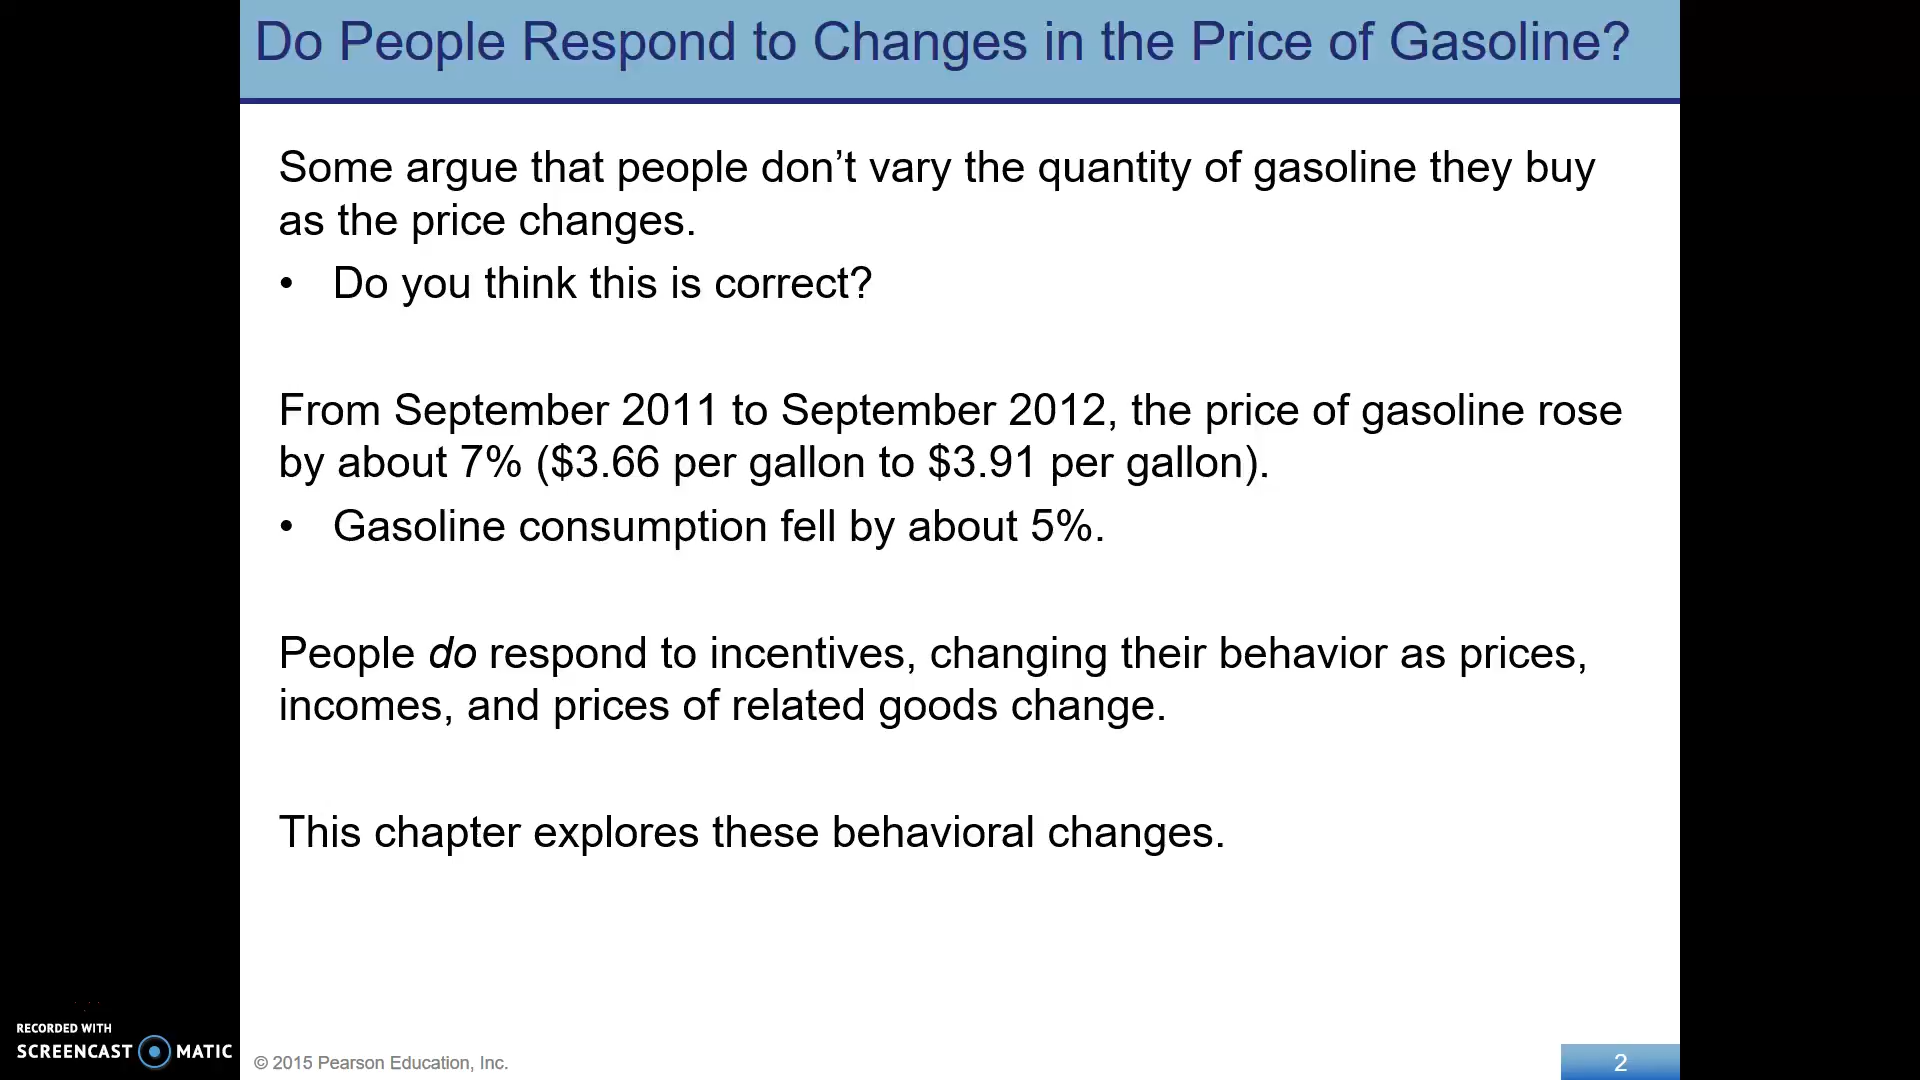 Do People Respond to Changes in the Price of Gasoline?
Some argue that people don’t vary the quantity of gasoline they buy
as the price changes.
• Do you think this is correct?
From September 2011 to September 2012, the price of gasoline rose
by about 7% ($3.66 per gallon to $3.91 per gallon).
• Gasoline consumption fell by about 5%.
People do respond to incentives, changing their behavior as prices,
incomes, and prices of related goods change.
This chapter explores these behavioral changes.
RECORDED WITH
SCREENCAST MATIC
© 2015 Pearson Education, Inc.
2